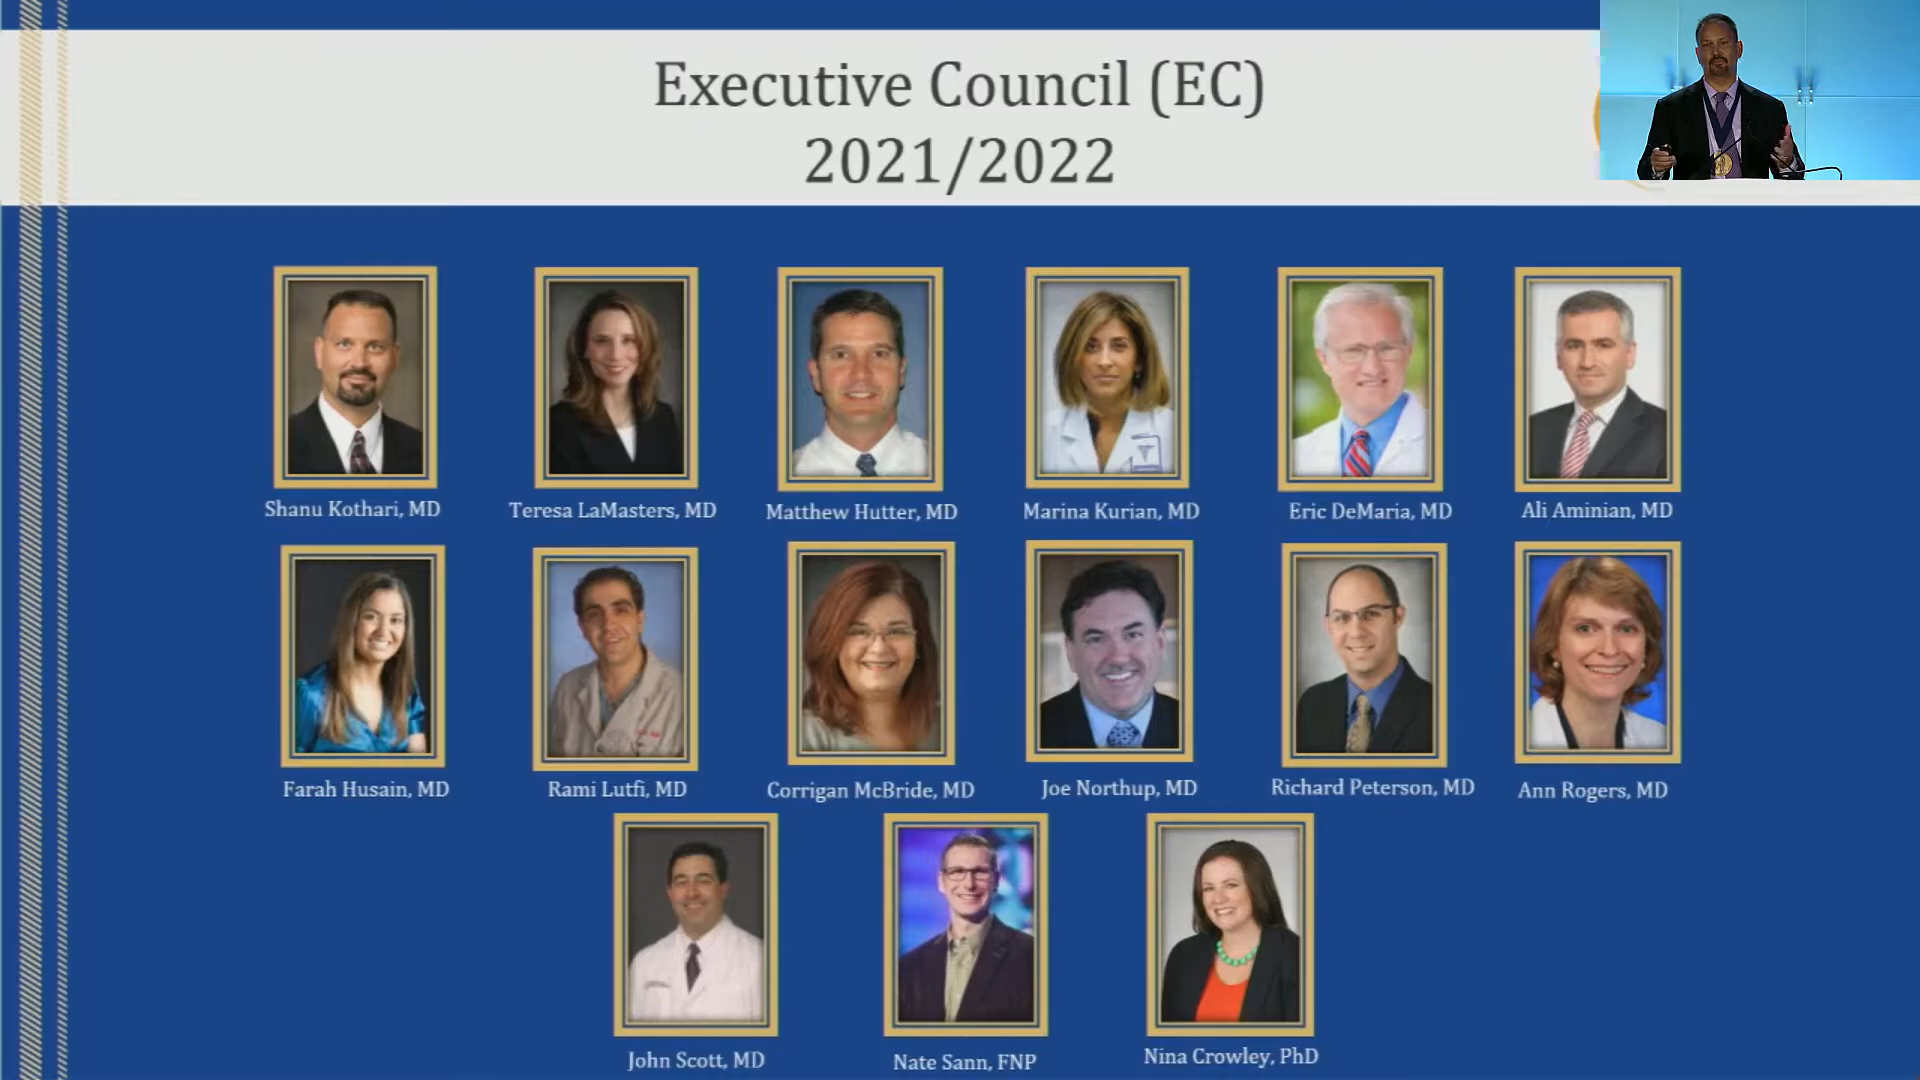 Executive Council (EC)
2021/2022
Shanu Kothari, MD
Teresa LaMasters, MD
Matthew Hutter, MD
Marina Kurian, MD
Eric DeMaria, MD
Ali Aminian, MD
Farah Husain, MD
Rami Lutfi, MD
Corrigan McBride, MD
Joe Northup, MD
Richard Peterson, MD
Ann Rogers, MD
John Scott, MD
Nate Sann, FNP
Nina Crowley, PhD